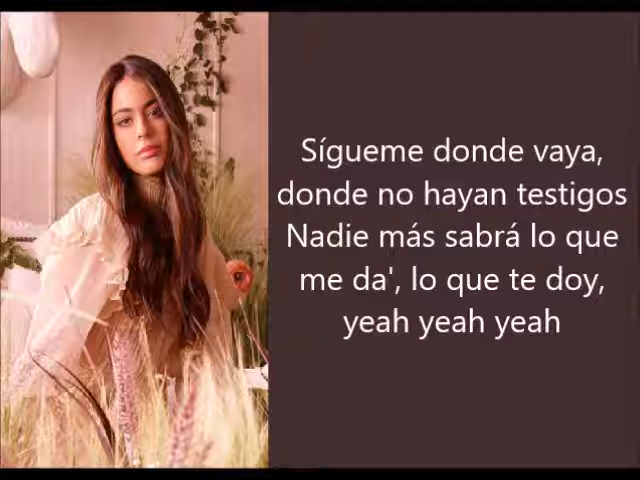 Sígueme donde vaya,
donde no hayan testigos
Nadie más sabrá lo que
me da', lo que te doy,
yeah yeah yeah